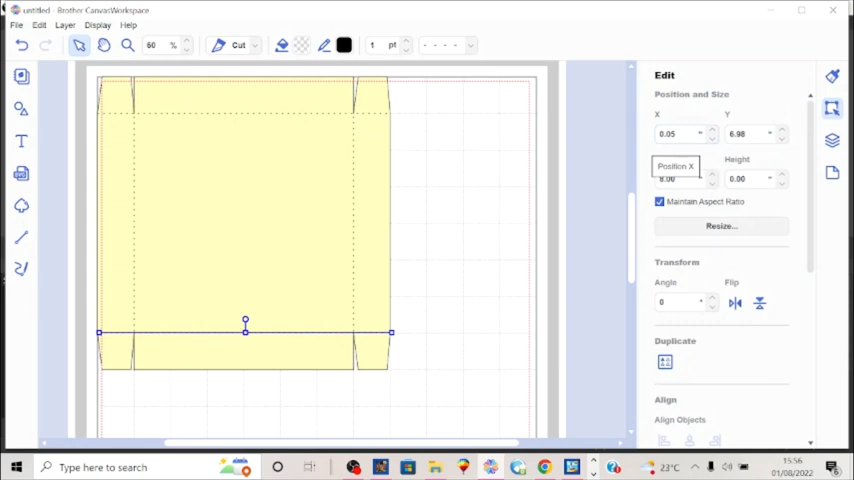 untitled - Brother CanvasWorkspace
File Edit Layer Display Help
60 % Cut 1 pt
Edit
Position and Size
X Y
0.05 " 6.98 "
Position X Height
8.00 " 0.00 "
Maintain Aspect Ratio
Resize...
Transform
Angle Flip
0 °
Duplicate
Align
Align Objects
Type here to search
23°C
15:56
01/08/2022
6